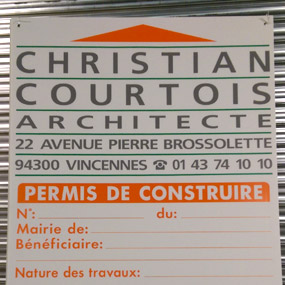 CHRISTIAN
COURTOIS
ARCHITECTE
22 AVENUE PIERRE BROSSOLETTE
94300 VINCENNES ☎ 01 43 74 10 10
PERMIS DE CONSTRUIRE
N°: du:
Mairie de:
Bénéficiaire:
Nature des travaux: